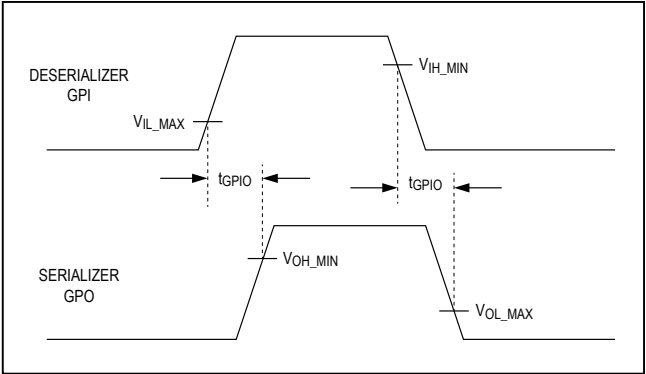 DESERIALIZER
GPI
VIH_MIN
VIL_MAX
tGPIO
tGPIO
VOH_MIN
SERIALIZER
GPO
VOL_MAX